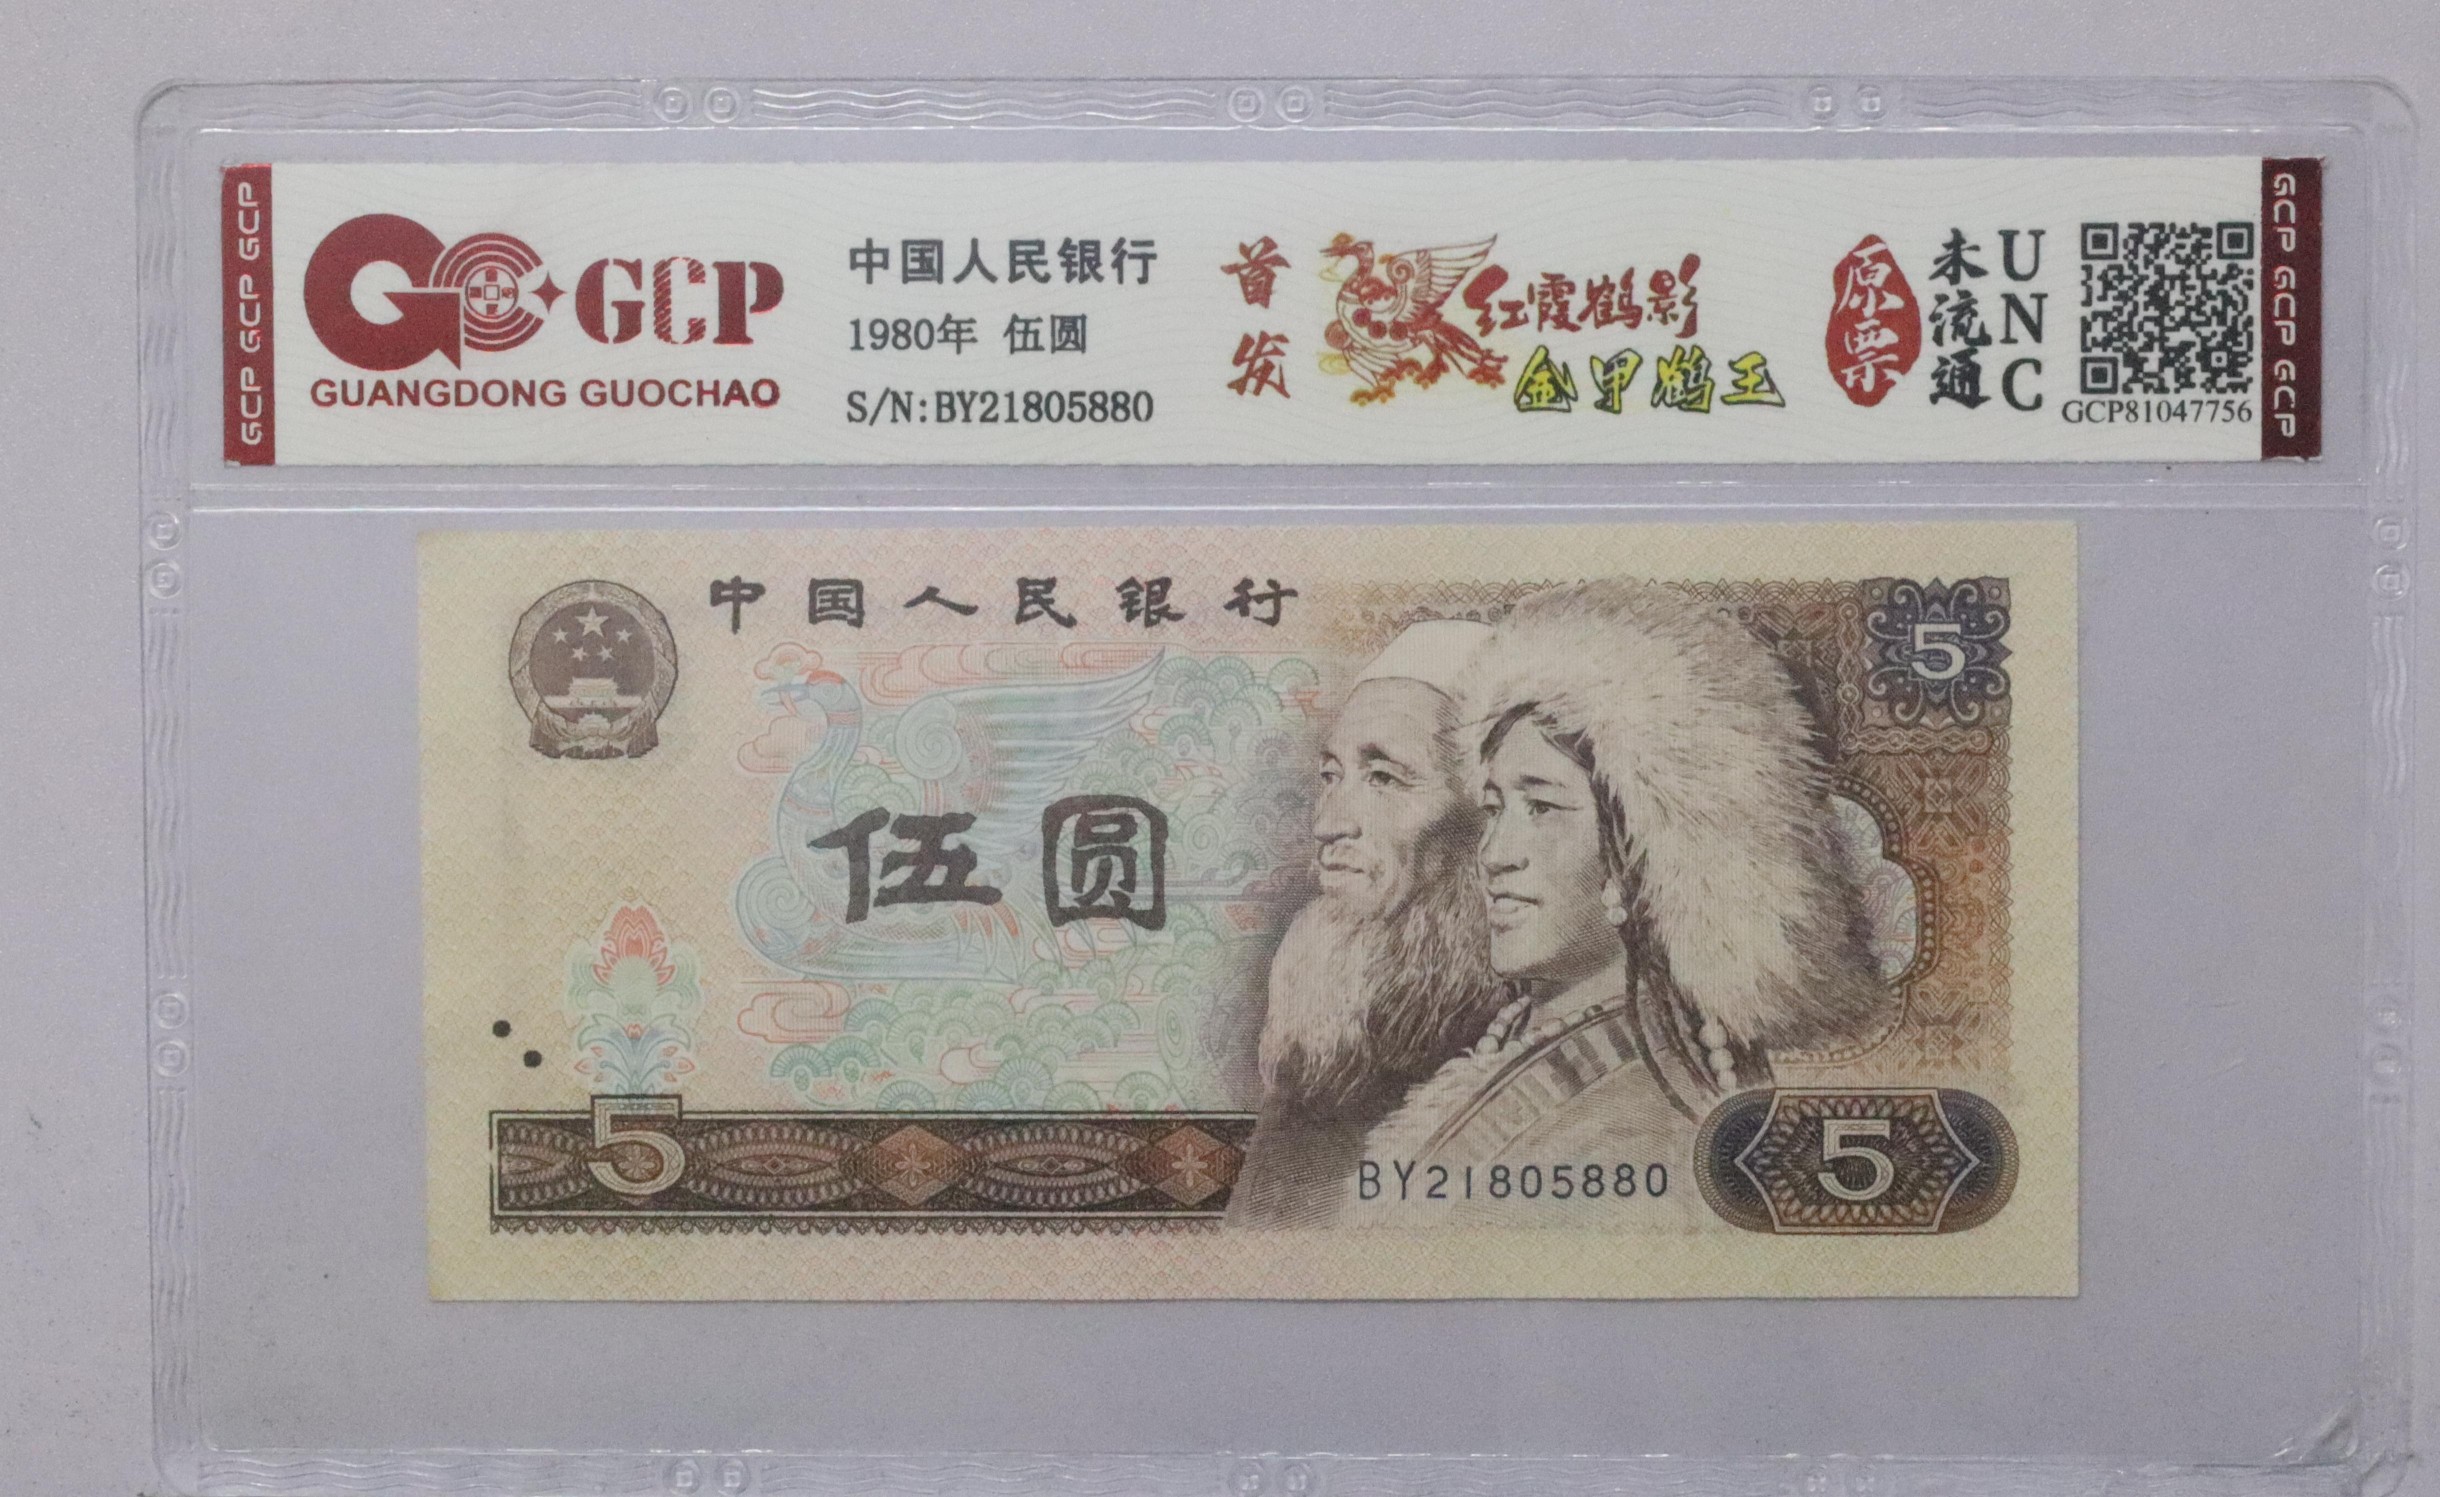 GCP GCP GCP
GCP
GUANGDONG GUOCHAO
中国人民银行
1980年 伍圆
S/N:BY21805880
首发
红霞鹤影
金甲鹤王
原票
未流通
UNC
GCP81047756
GCP GCP GCP
中国人民银行
5
伍圆
5
BY21805880
5